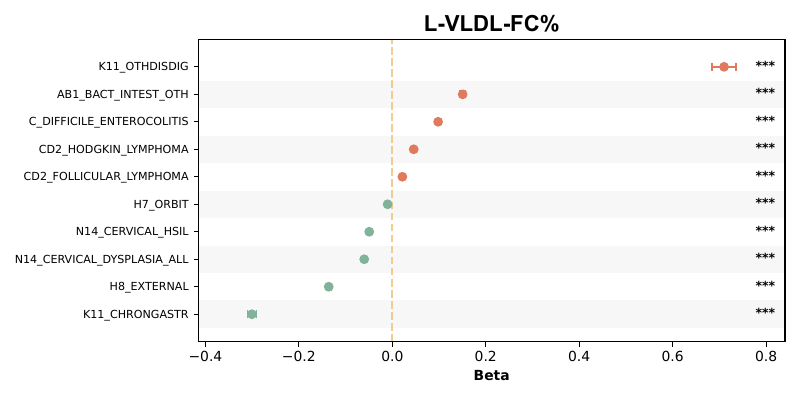 L-VLDL-FC%
K11_OTHDISDIG ***
AB1_BACT_INTEST_OTH ***
C_DIFFICILE_ENTEROCOLITIS ***
CD2_HODGKIN_LYMPHOMA ***
CD2_FOLLICULAR_LYMPHOMA ***
H7_ORBIT ***
N14_CERVICAL_HSIL ***
N14_CERVICAL_DYSPLASIA_ALL ***
H8_EXTERNAL ***
K11_CHRONGASTR ***
−0.4 −0.2 0.0 0.2 0.4 0.6 0.8
Beta